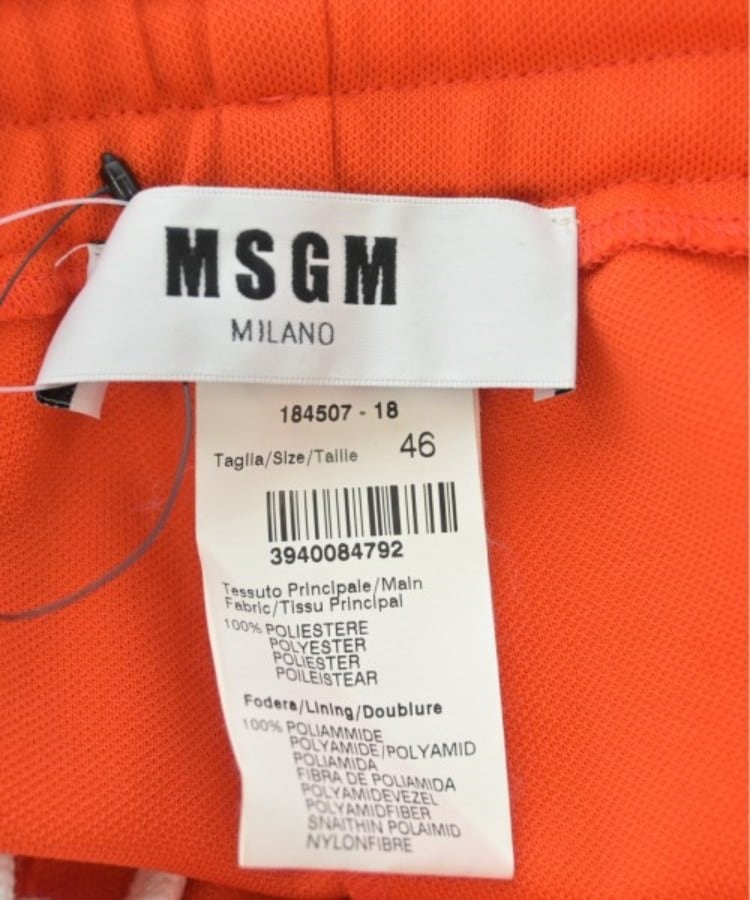 MSGM
MILANO
184507 - 18
Taglia/Size/Taille 46
3940084792
Tessuto Principale/Main
Fabric/Tissu Principal
100% POLIESTERE
POLYESTER
POLIESTER
POILEISTEAR
Fodera/Lining/Doublure
100% POLIAMMIDE
POLYAMIDE/POLYAMID
POLIAMIDA
FIBRA DE POLIAMIDA
POLYAMIDEVEZEL
POLYAMIDFIBER
SNAITHIN POLAIMID
NYLONFIBRE